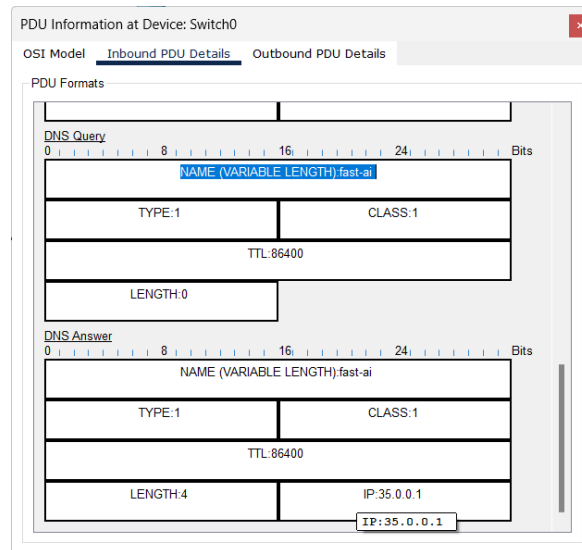 PDU Information at Device: Switch0
OSI Model Inbound PDU Details Outbound PDU Details
PDU Formats
DNS Query
0 8 16 24 Bits
NAME (VARIABLE LENGTH):fast-ai
TYPE:1 CLASS:1
TTL:86400
LENGTH:0
DNS Answer
0 8 16 24 Bits
NAME (VARIABLE LENGTH):fast-ai
TYPE:1 CLASS:1
TTL:86400
LENGTH:4 IP:35.0.0.1
IP:35.0.0.1